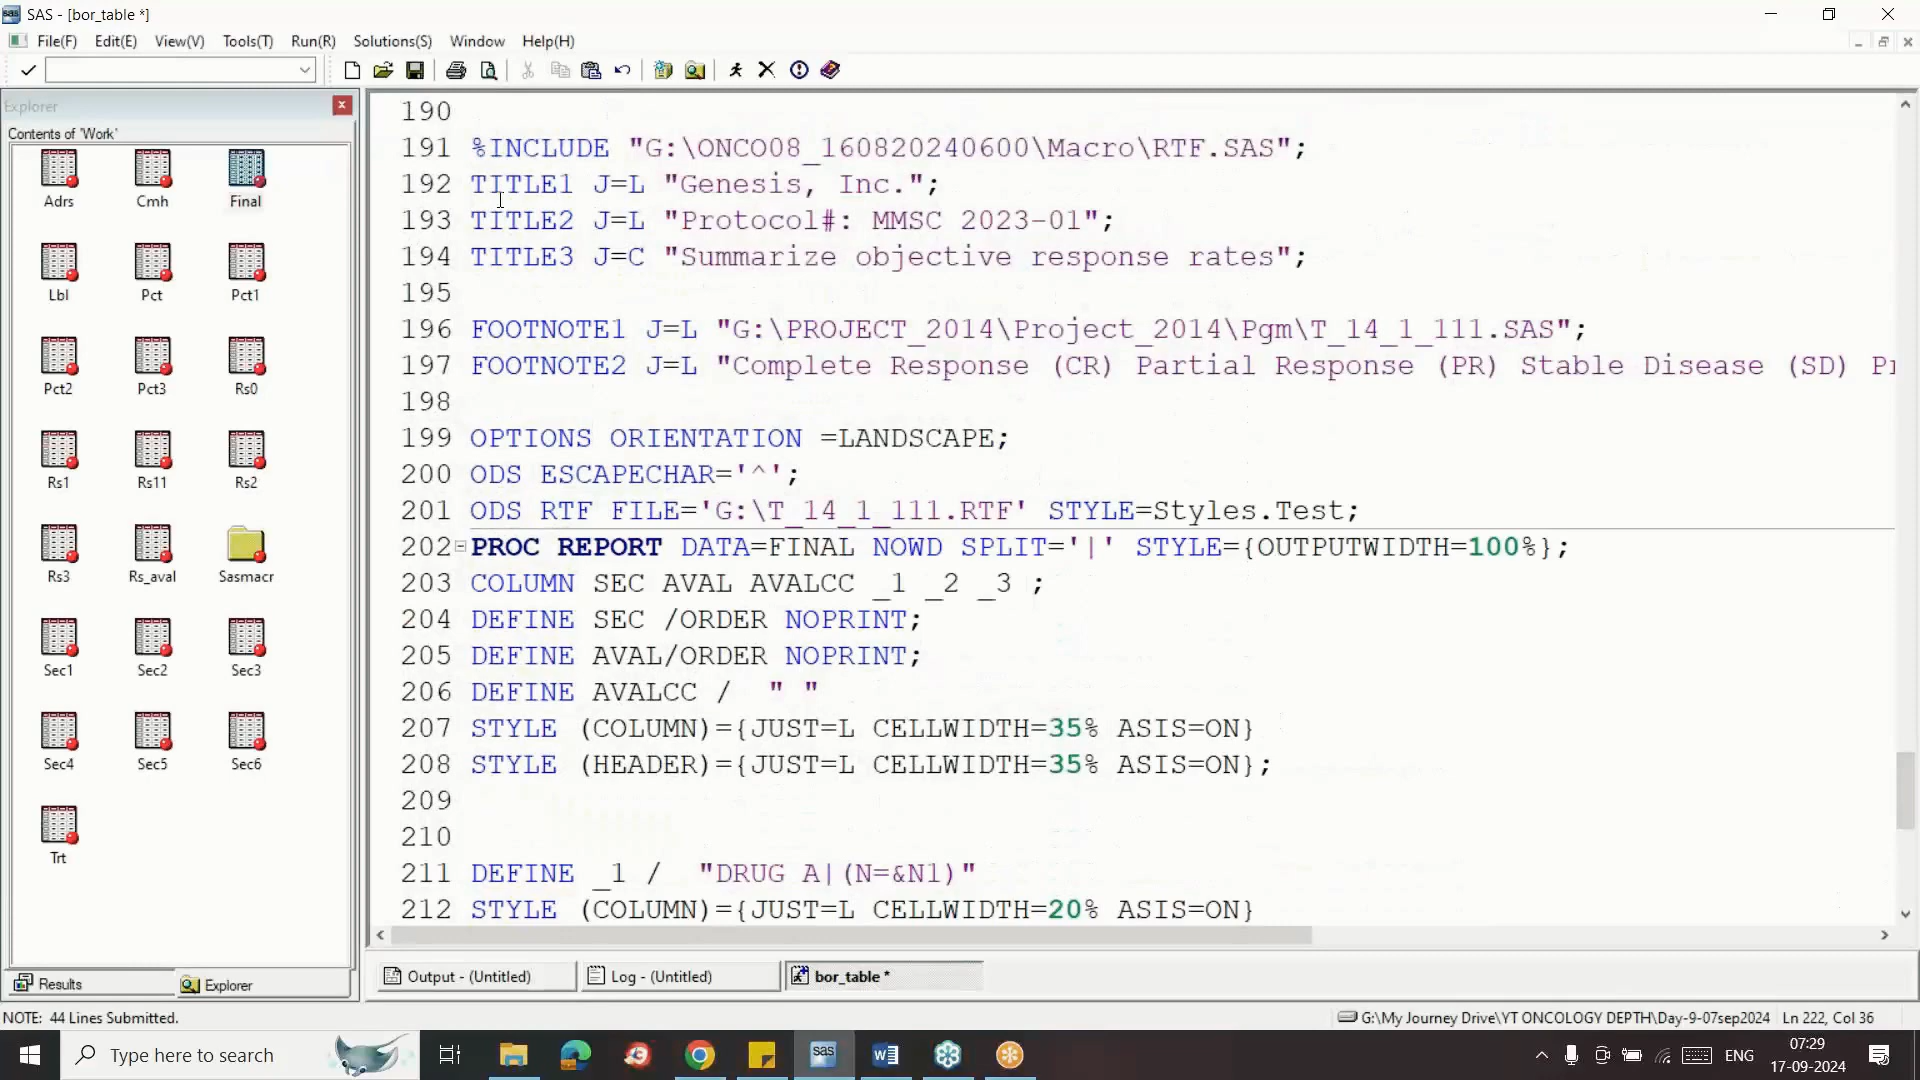 SAS - [bor_table *]
File(F) Edit(E) View(V) Tools(T) Run(R) Solutions(S) Window Help(H)
Explorer
Contents of 'Work'
Adrs Cmh Final
Lbl Pct Pct1
Pct2 Pct3 Rs0
Rs1 Rs11 Rs2
Rs3 Rs_aval Sasmacr
Sec1 Sec2 Sec3
Sec4 Sec5 Sec6
Trt
Results Explorer
190
191 %INCLUDE "G:\ONCO08_160820240600\Macro\RTF.SAS";
192 TITLE1 J=L "Genesis, Inc.";
193 TITLE2 J=L "Protocol#: MMSC 2023-01";
194 TITLE3 J=C "Summarize objective response rates";
195
196 FOOTNOTE1 J=L "G:\PROJECT_2014\Project_2014\Pgm\T_14_1_111.SAS";
197 FOOTNOTE2 J=L "Complete Response (CR) Partial Response (PR) Stable Disease (SD)
198
199 OPTIONS ORIENTATION =LANDSCAPE;
200 ODS ESCAPECHAR='^';
201 ODS RTF FILE='G:\T_14_1_111.RTF' STYLE=Styles.Test;
202 PROC REPORT DATA=FINAL NOWD SPLIT='|' STYLE={OUTPUTWIDTH=100%};
203 COLUMN SEC AVAL AVALCC _1 _2 _3 ;
204 DEFINE SEC /ORDER NOPRINT;
205 DEFINE AVAL/ORDER NOPRINT;
206 DEFINE AVALCC / " "
207 STYLE (COLUMN)={JUST=L CELLWIDTH=35% ASIS=ON}
208 STYLE (HEADER)={JUST=L CELLWIDTH=35% ASIS=ON};
209
210
211 DEFINE _1 / "DRUG A|(N=&N1)"
212 STYLE (COLUMN)={JUST=L CELLWIDTH=20% ASIS=ON}
Output - (Untitled) Log - (Untitled) bor_table *
NOTE: 44 Lines Submitted.
G:\My Journey Drive\YT ONCOLOGY DEPTH\Day-9-07sep2024 Ln 222, Col 36
Type here to search
ENG
07:29
17-09-2024